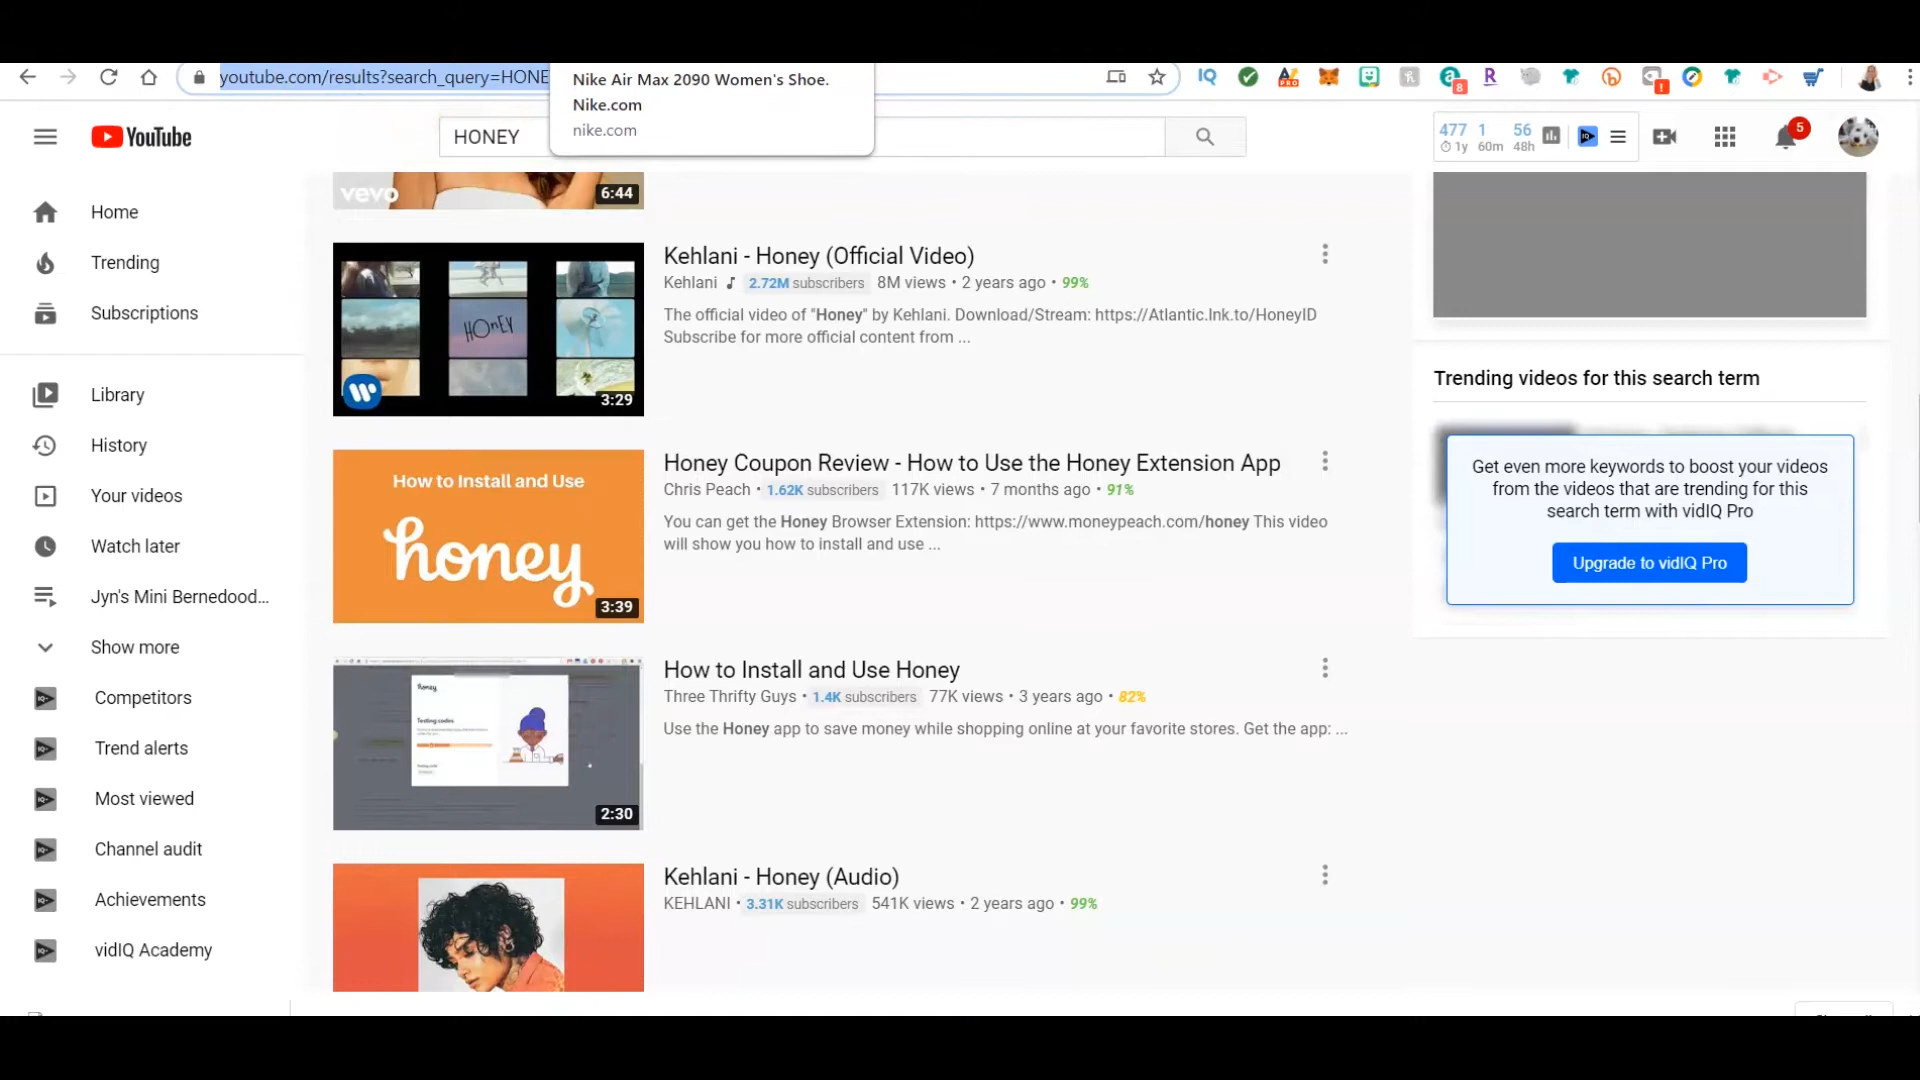 youtube.com/results?search_query=HONE
Nike Air Max 2090 Women's Shoe.
Nike.com
nike.com
8
!
YouTube
HONEY
477 1 56
1y 60m 48h
5
Home
Trending
Subscriptions
Library
History
Your videos
Watch later
Jyn's Mini Bernedood...
Show more
Competitors
Trend alerts
Most viewed
Channel audit
Achievements
vidIQ Academy
vevo
6:44
HOnEY
3:29
Kehlani - Honey (Official Video)
Kehlani 2.72M subscribers 8M views • 2 years ago • 99%
The official video of "Honey" by Kehlani. Download/Stream: https://Atlantic.lnk.to/HoneyID
Subscribe for more official content from ...
How to Install and Use
honey
3:39
Honey Coupon Review - How to Use the Honey Extension App
Chris Peach • 1.62K subscribers 117K views • 7 months ago • 91%
You can get the Honey Browser Extension: https://www.moneypeach.com/honey This video
will show you how to install and use ...
honey
Testing codes
2:30
How to Install and Use Honey
Three Thrifty Guys • 1.4K subscribers 77K views • 3 years ago • 82%
Use the Honey app to save money while shopping online at your favorite stores. Get the app: ...
Kehlani - Honey (Audio)
KEHLANI • 3.31K subscribers 541K views • 2 years ago • 99%
Trending videos for this search term
Get even more keywords to boost your videos
from the videos that are trending for this
search term with vidIQ Pro
Upgrade to vidIQ Pro